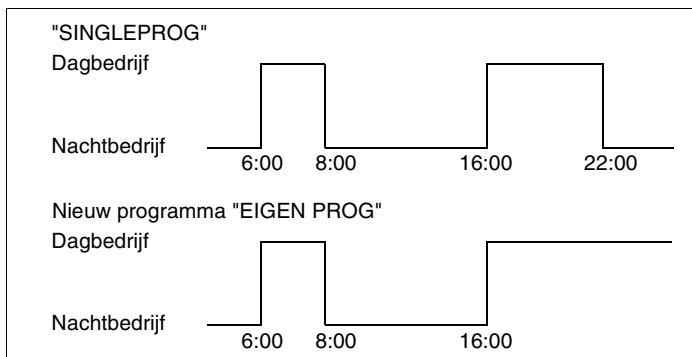 "SINGLEPROG"
Dagbedrijf
Nachtbedrijf
6:00 8:00 16:00 22:00
Nieuw programma "EIGEN PROG"
Dagbedrijf
Nachtbedrijf
6:00 8:00 16:00